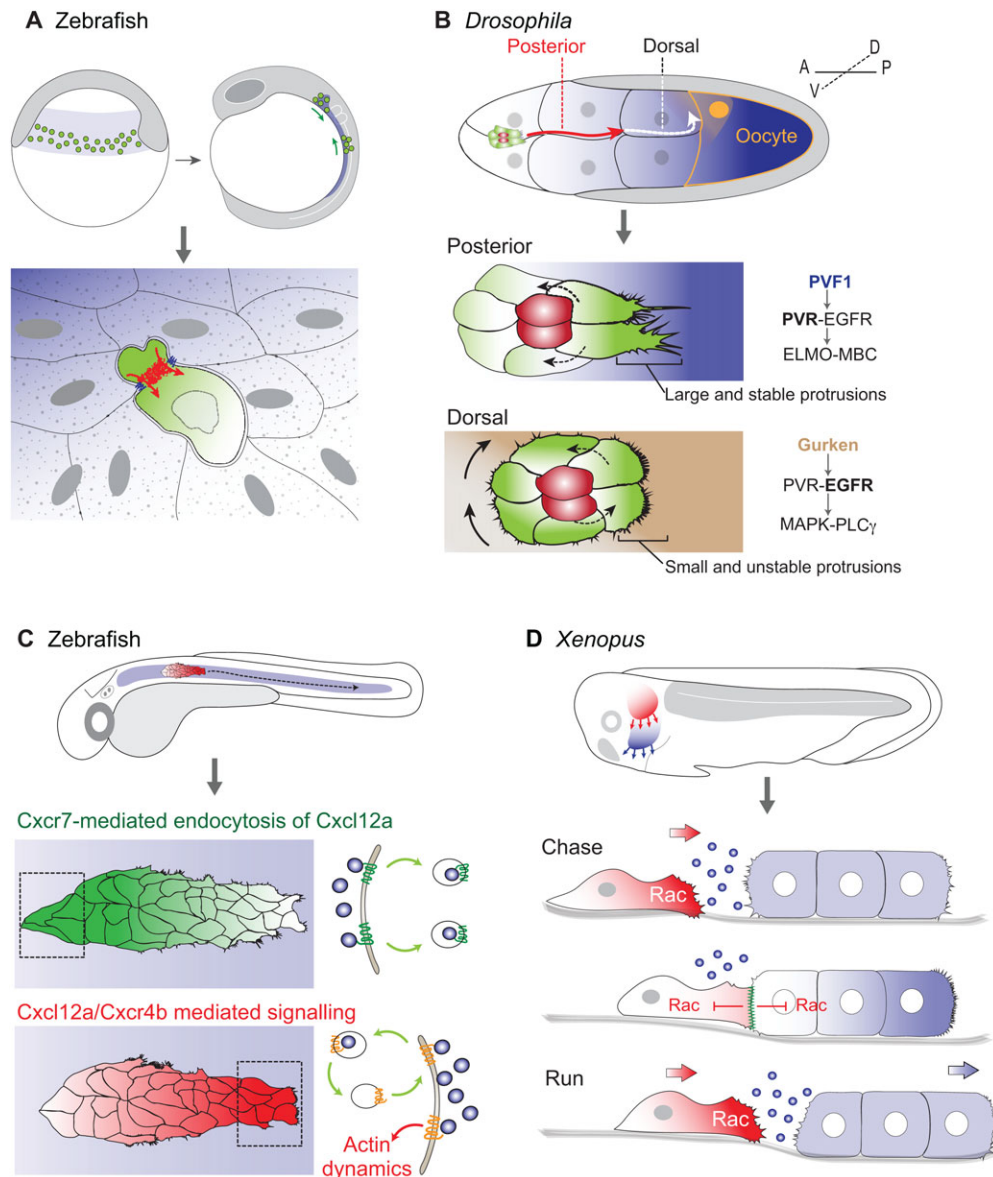 A Zebrafish
B Drosophila
Posterior
Dorsal
D
A
P
V
Oocyte
Posterior
PVF1
PVR-EGFR
ELMO-MBC
Large and stable protrusions
Dorsal
Gurken
PVR-EGFR
MAPK-PLCγ
Small and unstable protrusions
C Zebrafish
Cxcr7-mediated endocytosis of Cxcl12a
Cxcl12a/Cxcr4b mediated signalling
Actin
dynamics
D Xenopus
Chase
Rac
Rac
Rac
Run
Rac